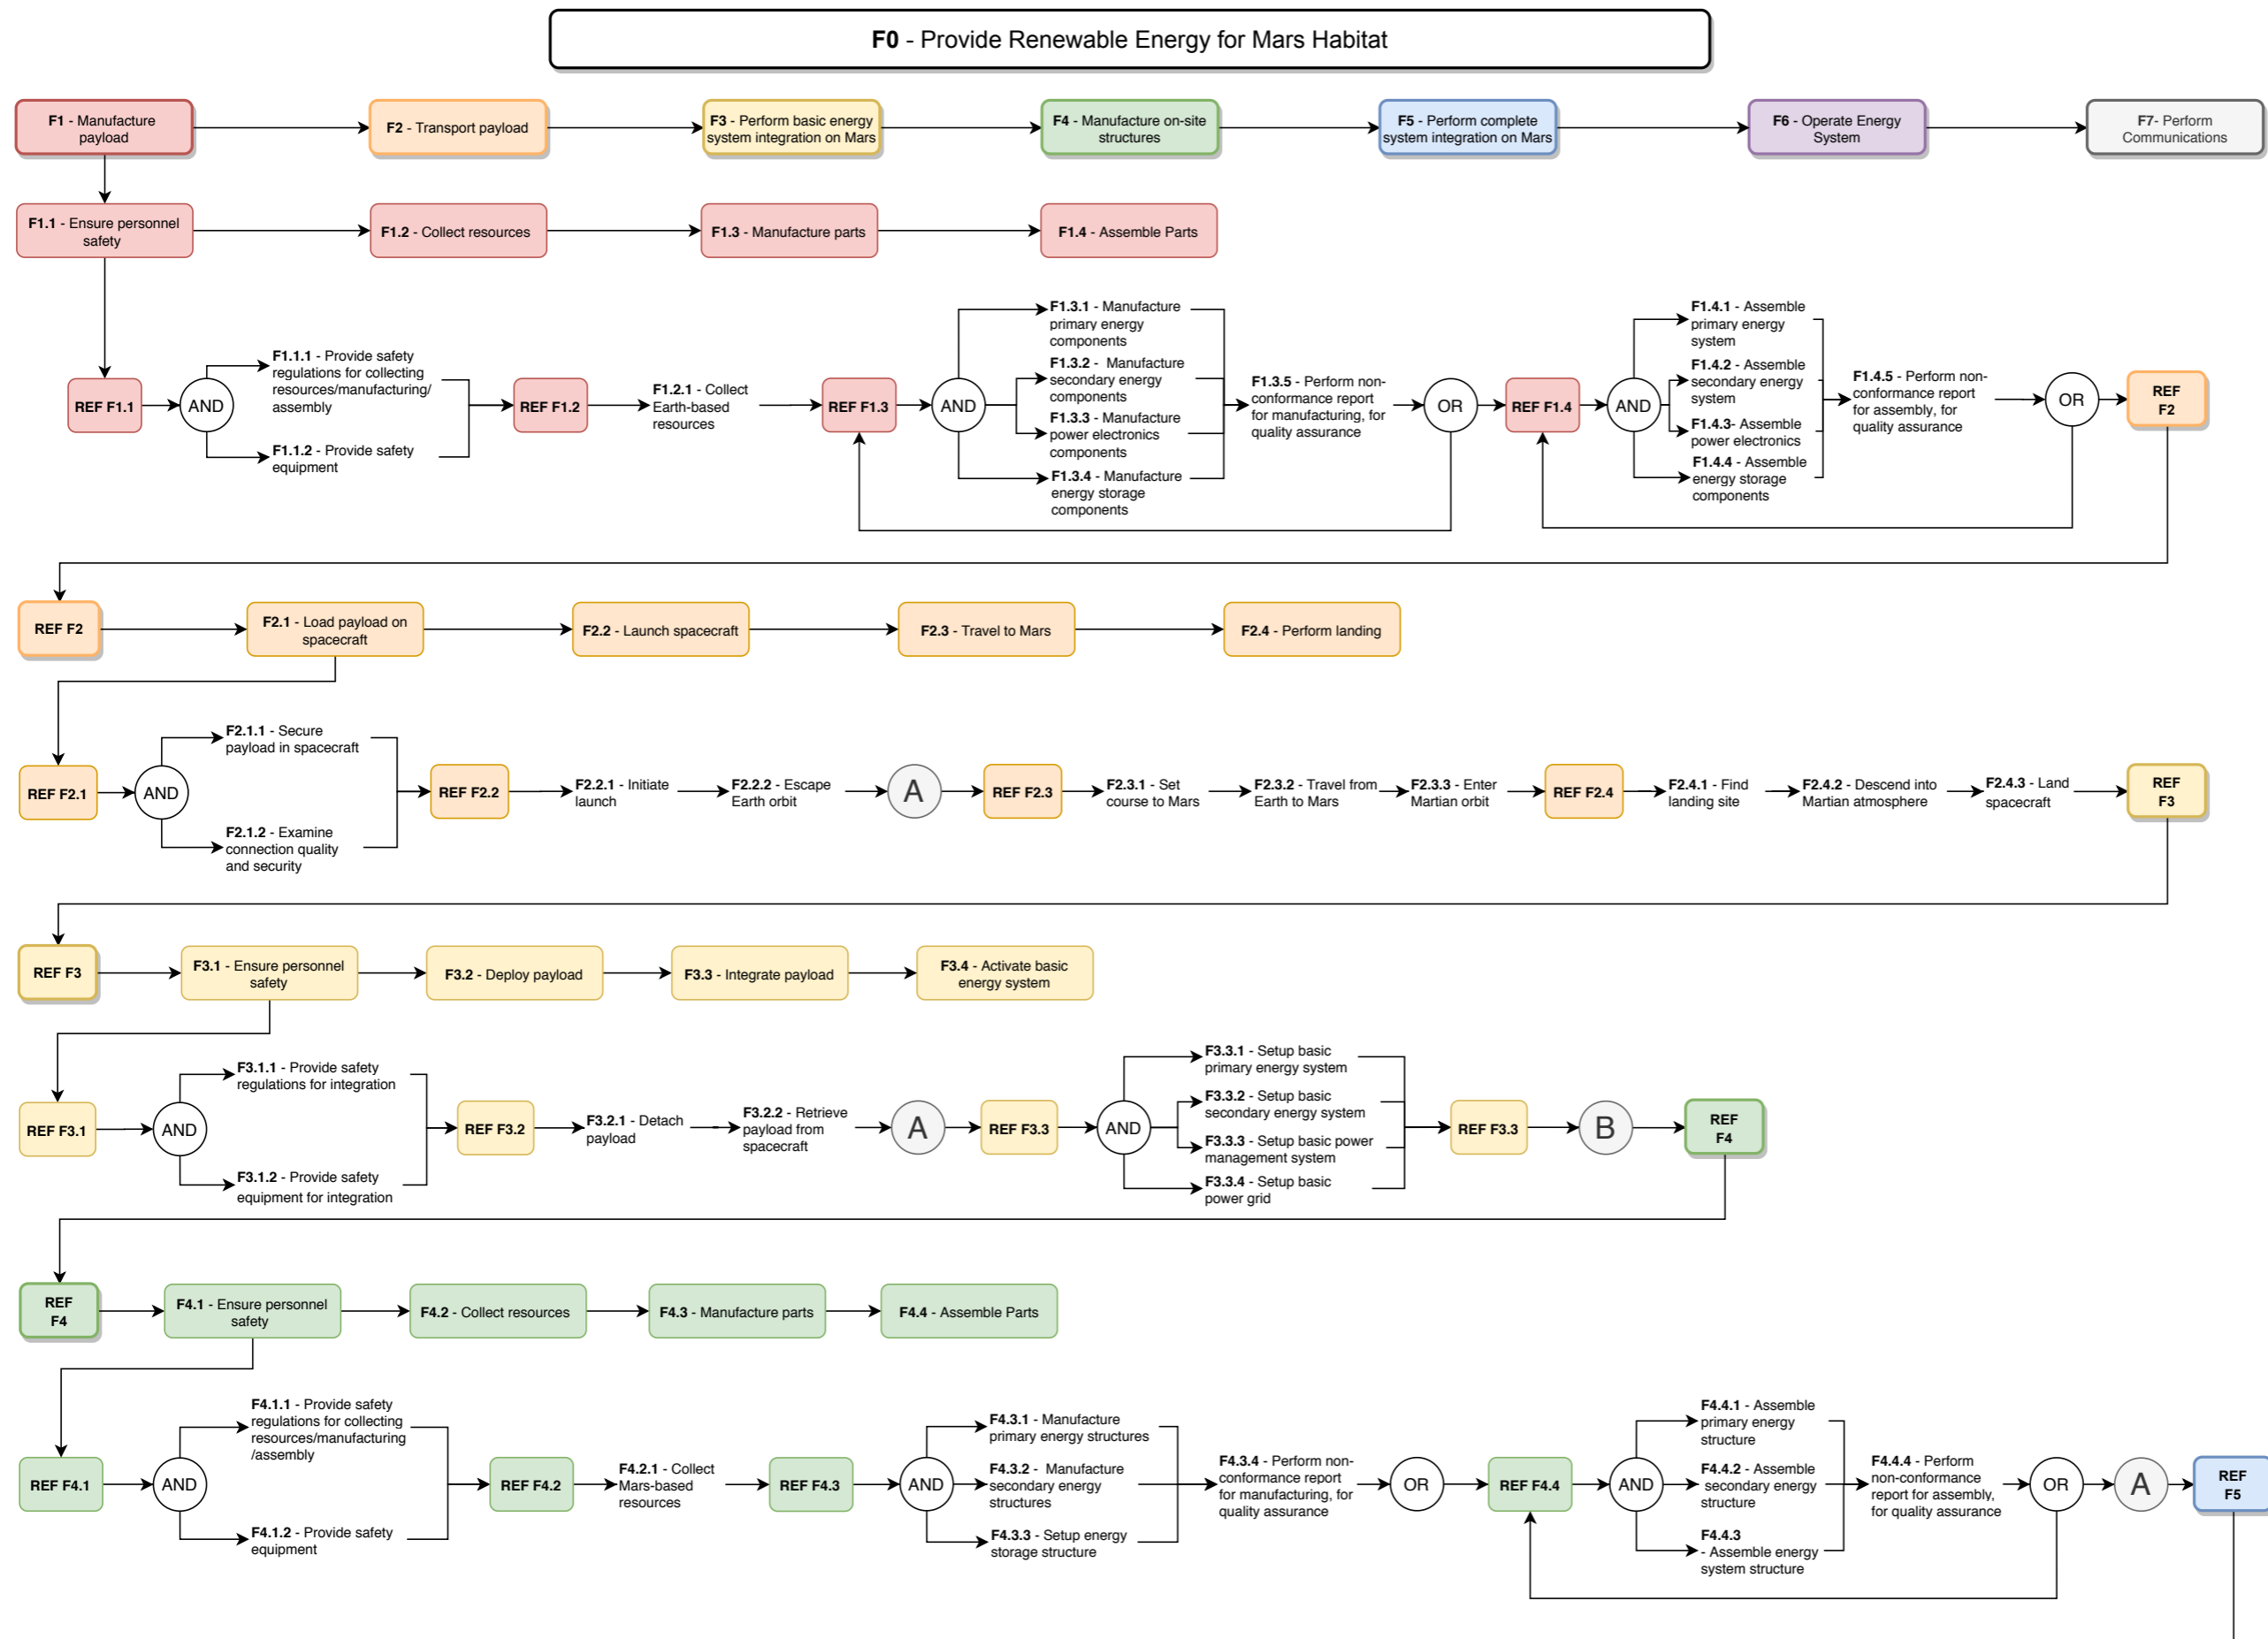 F0 - Provide Renewable Energy for Mars Habitat
F1 - Manufacture
payload
F2 - Transport payload
F3 - Perform basic energy
system integration on Mars
F4 - Manufacture on-site
structures
F5 - Perform complete
system integration on Mars
F6 - Operate Energy
System
F7- Perform
Communications
F1.1 - Ensure personnel
safety
F1.2 - Collect resources
F1.3 - Manufacture parts
F1.4 - Assemble Parts
REF F1.1
AND
F1.1.1 - Provide safety
regulations for collecting
resources/manufacturing/
assembly
F1.1.2 - Provide safety
equipment
REF F1.2
F1.2.1 - Collect
Earth-based
resources
REF F1.3
AND
F1.3.1 - Manufacture
primary energy
components
F1.3.2 - Manufacture
secondary energy
components
F1.3.3 - Manufacture
power electronics
components
F1.3.4 - Manufacture
energy storage
components
F1.3.5 - Perform non-
conformance report
for manufacturing, for
quality assurance
OR
REF F1.4
AND
F1.4.1 - Assemble
primary energy
system
F1.4.2 - Assemble
secondary energy
system
F1.4.3- Assemble
power electronics
F1.4.4 - Assemble
energy storage
components
F1.4.5 - Perform non-
conformance report
for assembly, for
quality assurance
OR
REF
F2
REF F2
F2.1 - Load payload on
spacecraft
F2.2 - Launch spacecraft
F2.3 - Travel to Mars
F2.4 - Perform landing
REF F2.1
AND
F2.1.1 - Secure
payload in spacecraft
F2.1.2 - Examine
connection quality
and security
REF F2.2
F2.2.1 - Initiate
launch
F2.2.2 - Escape
Earth orbit
A
REF F2.3
F2.3.1 - Set
course to Mars
F2.3.2 - Travel from
Earth to Mars
F2.3.3 - Enter
Martian orbit
REF F2.4
F2.4.1 - Find
landing site
F2.4.2 - Descend into
Martian atmosphere
F2.4.3 - Land
spacecraft
REF
F3
REF F3
F3.1 - Ensure personnel
safety
F3.2 - Deploy payload
F3.3 - Integrate payload
F3.4 - Activate basic
energy system
REF F3.1
AND
F3.1.1 - Provide safety
regulations for integration
F3.1.2 - Provide safety
equipment for integration
REF F3.2
F3.2.1 - Detach
payload
F3.2.2 - Retrieve
payload from
spacecraft
A
REF F3.3
AND
F3.3.1 - Setup basic
primary energy system
F3.3.2 - Setup basic
secondary energy system
F3.3.3 - Setup basic power
management system
F3.3.4 - Setup basic
power grid
REF F3.3
B
REF
F4
REF
F4
F4.1 - Ensure personnel
safety
F4.2 - Collect resources
F4.3 - Manufacture parts
F4.4 - Assemble Parts
REF F4.1
AND
F4.1.1 - Provide safety
regulations for collecting
resources/manufacturing
/assembly
F4.1.2 - Provide safety
equipment
REF F4.2
F4.2.1 - Collect
Mars-based
resources
REF F4.3
AND
F4.3.1 - Manufacture
primary energy structures
F4.3.2 - Manufacture
secondary energy
structures
F4.3.3 - Setup energy
storage structure
F4.3.4 - Perform non-
conformance report
for manufacturing, for
quality assurance
OR
REF F4.4
AND
F4.4.1 - Assemble
primary energy
structure
F4.4.2 - Assemble
secondary energy
structure
F4.4.3
- Assemble energy
system structure
F4.4.4 - Perform
non-conformance
report for assembly,
for quality assurance
OR
A
REF
F5